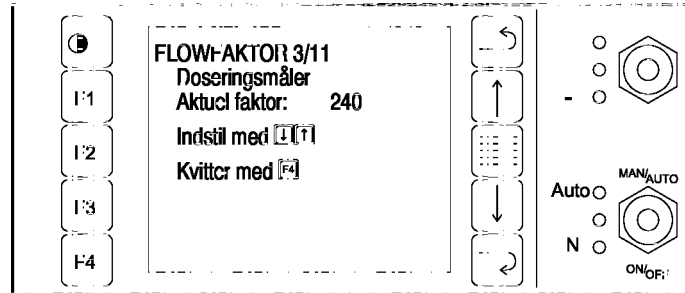 FLOWFAKTOR 3/11
Doseringsmåler
Aktuel faktor: 240
Indstil med ↓↑
Kvitter med F4
F1
F2
F3
F4
-
MAN/AUTO
Auto
N
ON/OFF